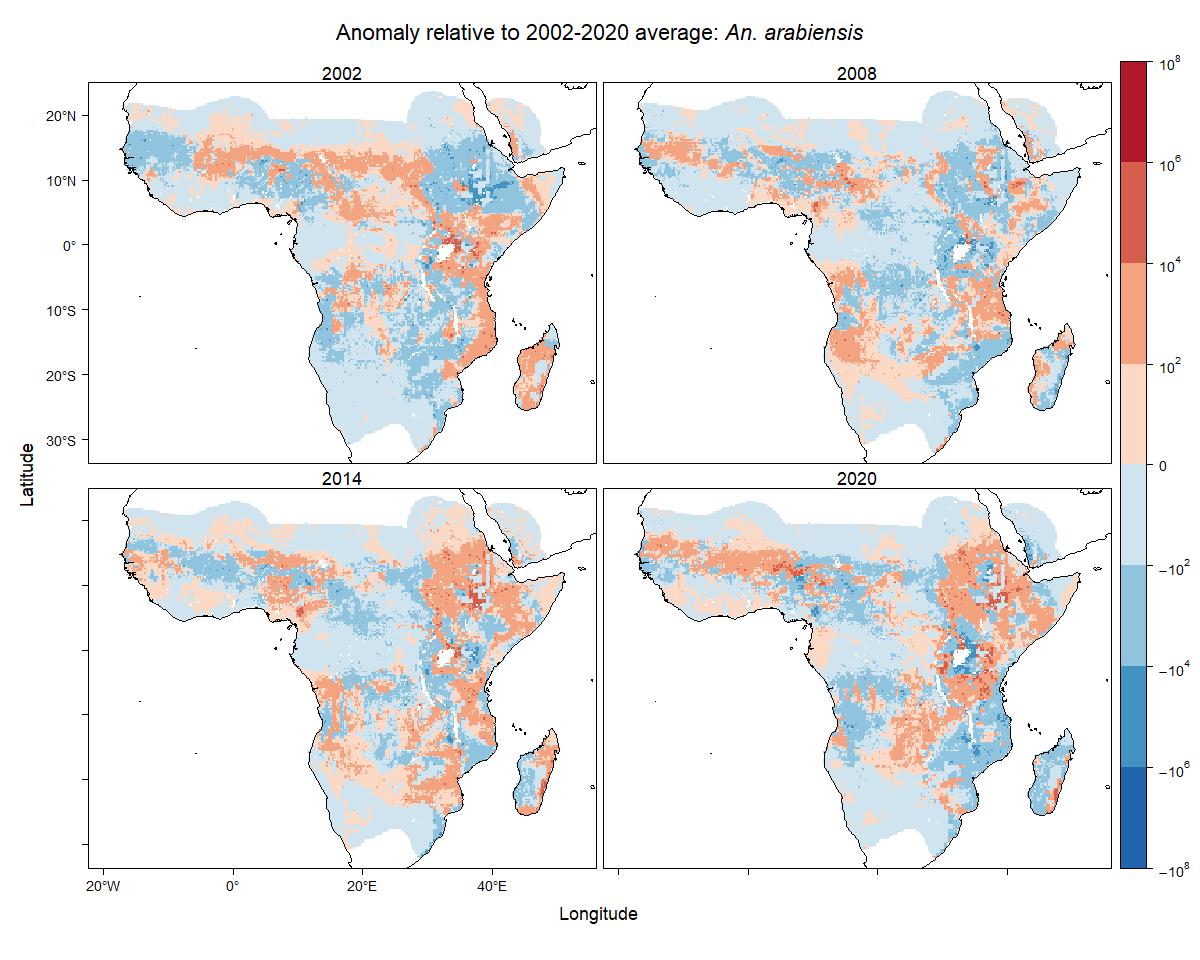 Anomaly relative to 2002-2020 average: An. arabiensis
2002
2008
20°N
10°N
0°
10°S
20°S
30°S
2014
2020
20°W
0°
20°E
40°E
Latitude
Longitude
10^8
10^6
10^4
10^2
0
−10^2
−10^4
−10^6
−10^8